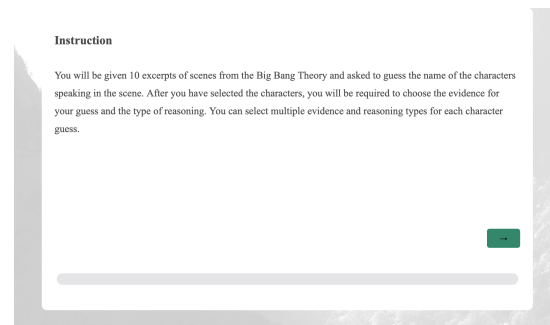 Instruction
You will be given 10 excerpts of scenes from the Big Bang Theory and asked to guess the name of the characters
speaking in the scene. After you have selected the characters, you will be required to choose the evidence for
your guess and the type of reasoning. You can select multiple evidence and reasoning types for each character
guess.
→